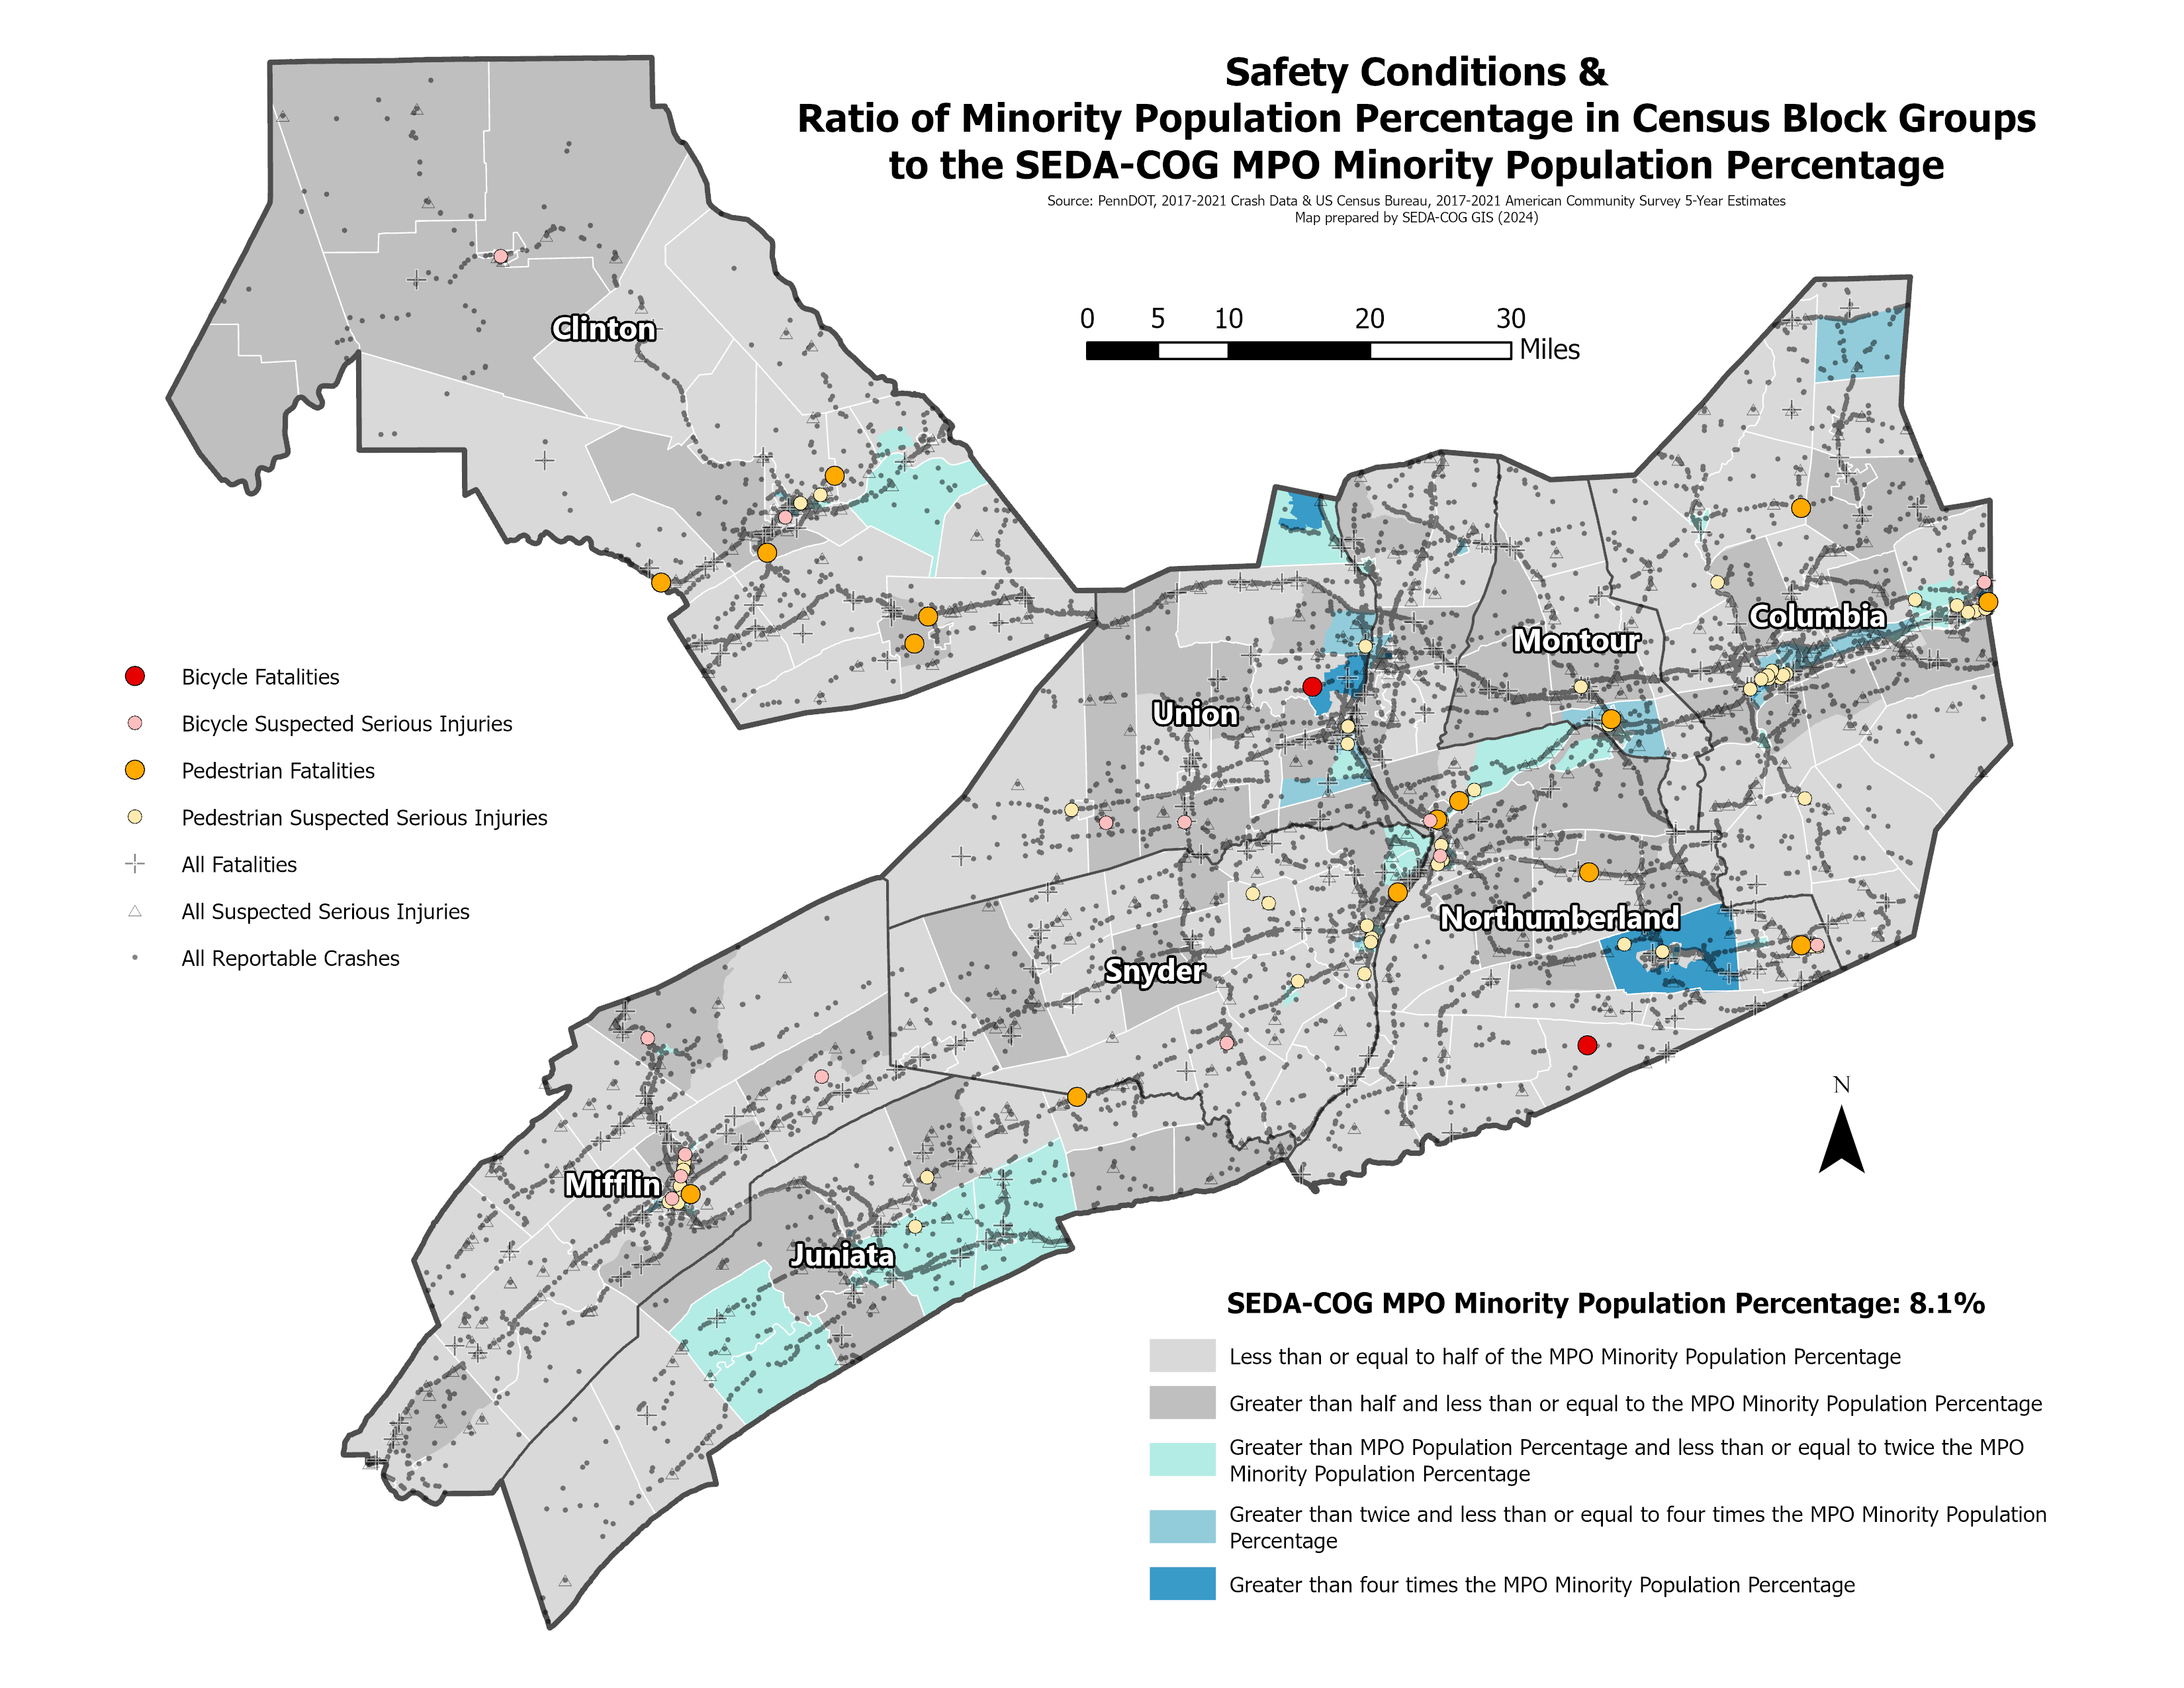 Safety Conditions &
Ratio of Minority Population Percentage in Census Block Groups
to the SEDA-COG MPO Minority Population Percentage
Source: PennDOT, 2017-2021 Crash Data & US Census Bureau, 2017-2021 American Community Survey 5-Year Estimates
Map prepared by SEDA-COG GIS (2024)
0 5 10 20 30
Miles
Clinton
Columbia
Montour
Union
Northumberland
Snyder
Mifflin
Juniata
Bicycle Fatalities
Bicycle Suspected Serious Injuries
Pedestrian Fatalities
Pedestrian Suspected Serious Injuries
All Fatalities
All Suspected Serious Injuries
All Reportable Crashes
N
SEDA-COG MPO Minority Population Percentage: 8.1%
Less than or equal to half of the MPO Minority Population Percentage
Greater than half and less than or equal to the MPO Minority Population Percentage
Greater than MPO Population Percentage and less than or equal to twice the MPO
Minority Population Percentage
Greater than twice and less than or equal to four times the MPO Minority Population
Percentage
Greater than four times the MPO Minority Population Percentage